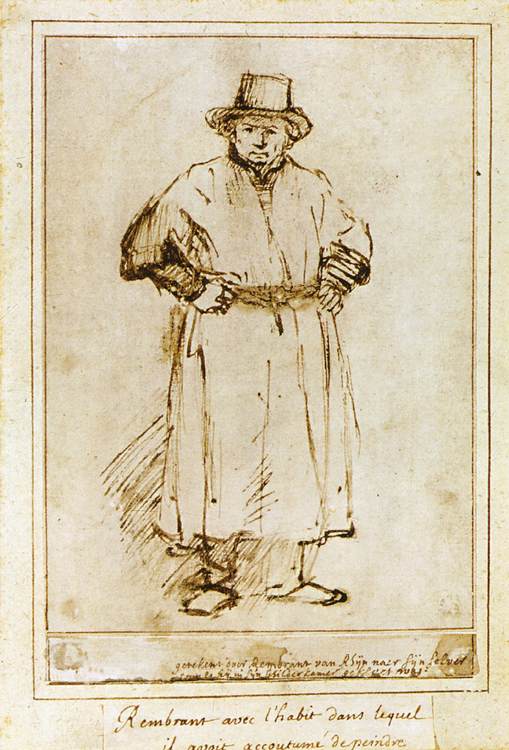 getekent door Rembrant van Rhijn naer sijn selver
sijn schilderkamer gekleet was
Rembrant avec l'habit dans lequel
il avoit accoutumé de peindre